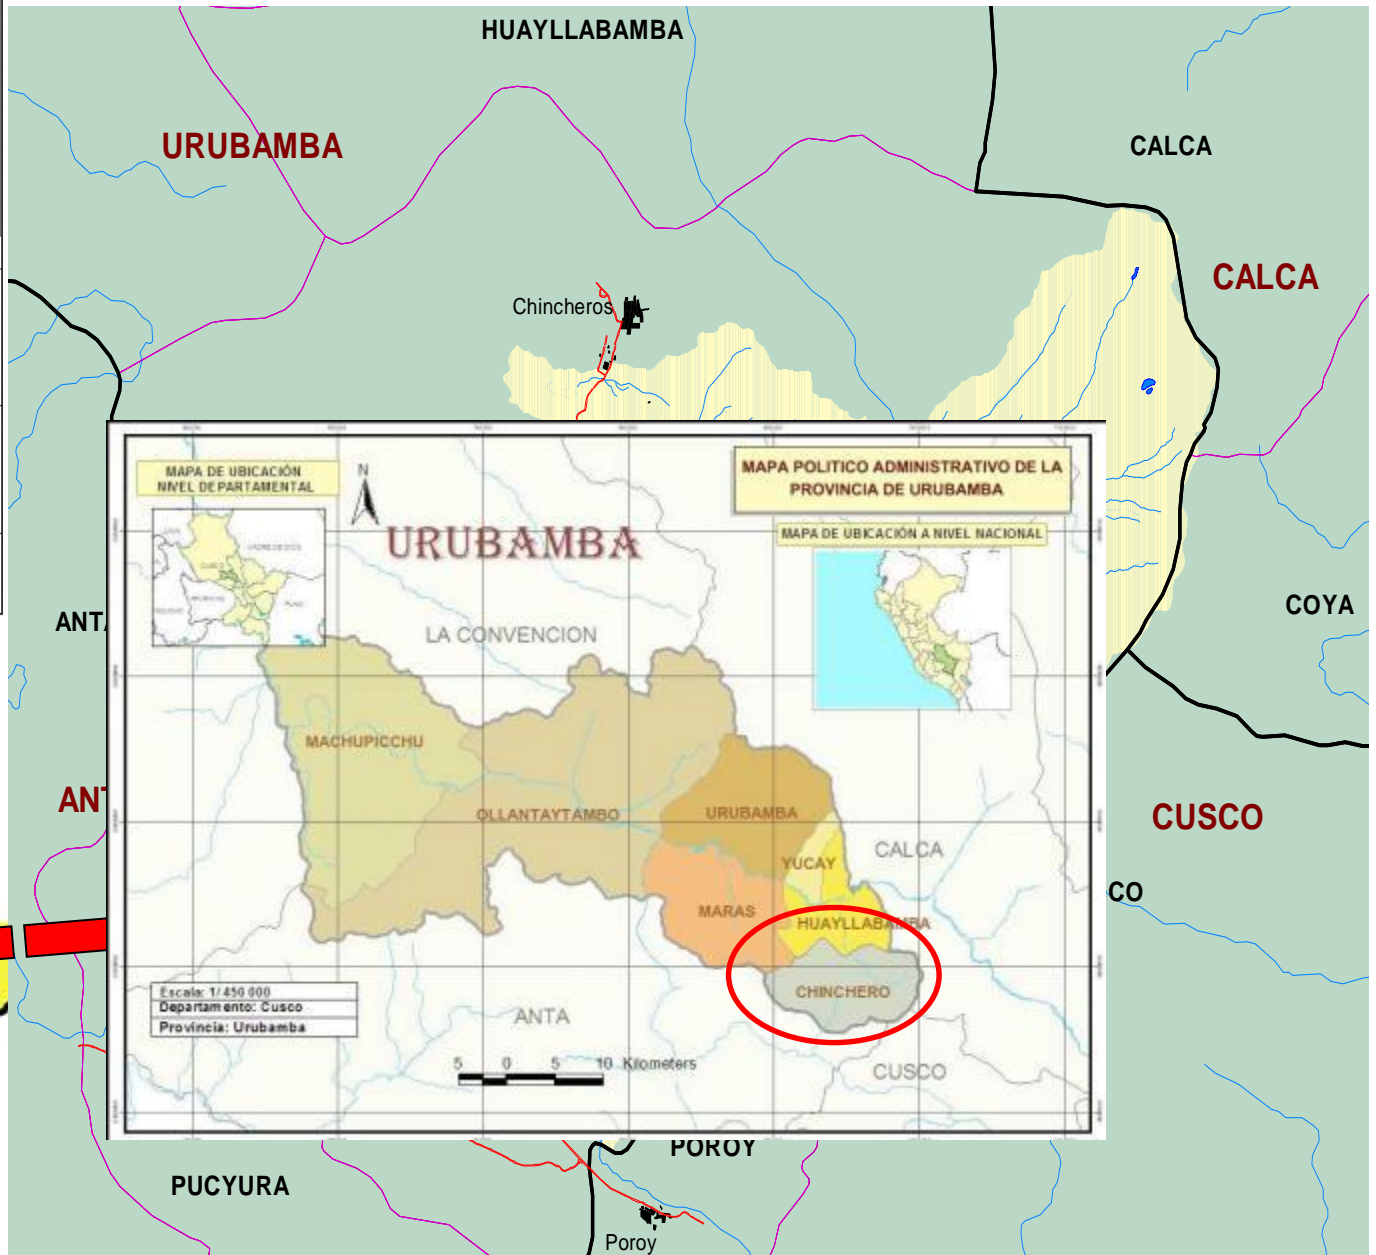 HUAYLLABAMBA
URUBAMBA
CALCA
CALCA
Chincheros
MAPA DE UBICACIÓN
NIVEL DEPARTAMENTAL
N
URUBAMBA
MAPA POLITICO ADMINISTRATIVO DE LA
PROVINCIA DE URUBAMBA
MAPA DE UBICACIÓN A NIVEL NACIONAL
ANTA
COYA
LA CONVENCION
MACHUPICCHU
ANT
OLLANTAYTAMBO
URUBAMBA
CUSCO
YUCAY
CALCA
CO
MARAS
HUAYLLABAMBA
CHINCHERO
Escala: 1/450 000
Departamento: Cusco
Provincia: Urubamba
ANTA
5 0 5 10 Kilometers
CUSCO
POROY
PUCYURA
Poroy